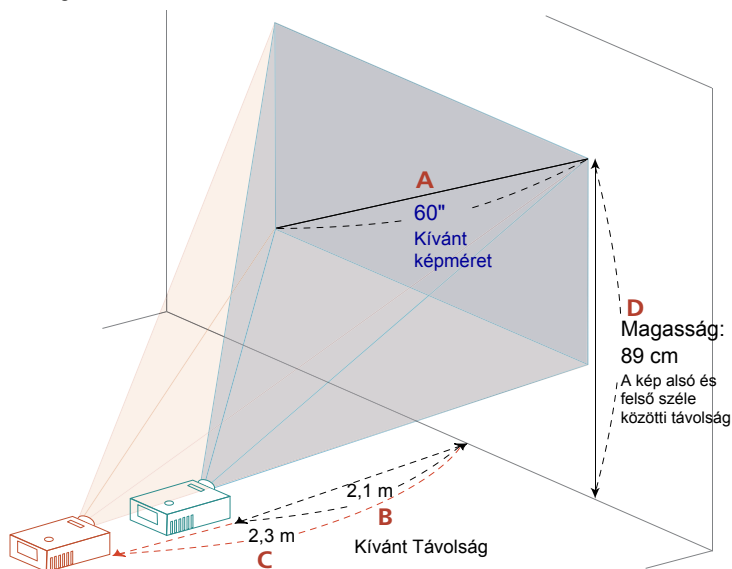 A
60"
Kívánt
képméret
D
Magasság:
89 cm
A kép alsó és
felső széle
közötti távolság
2,1 m
B
2,3 m
C
Kívánt Távolság